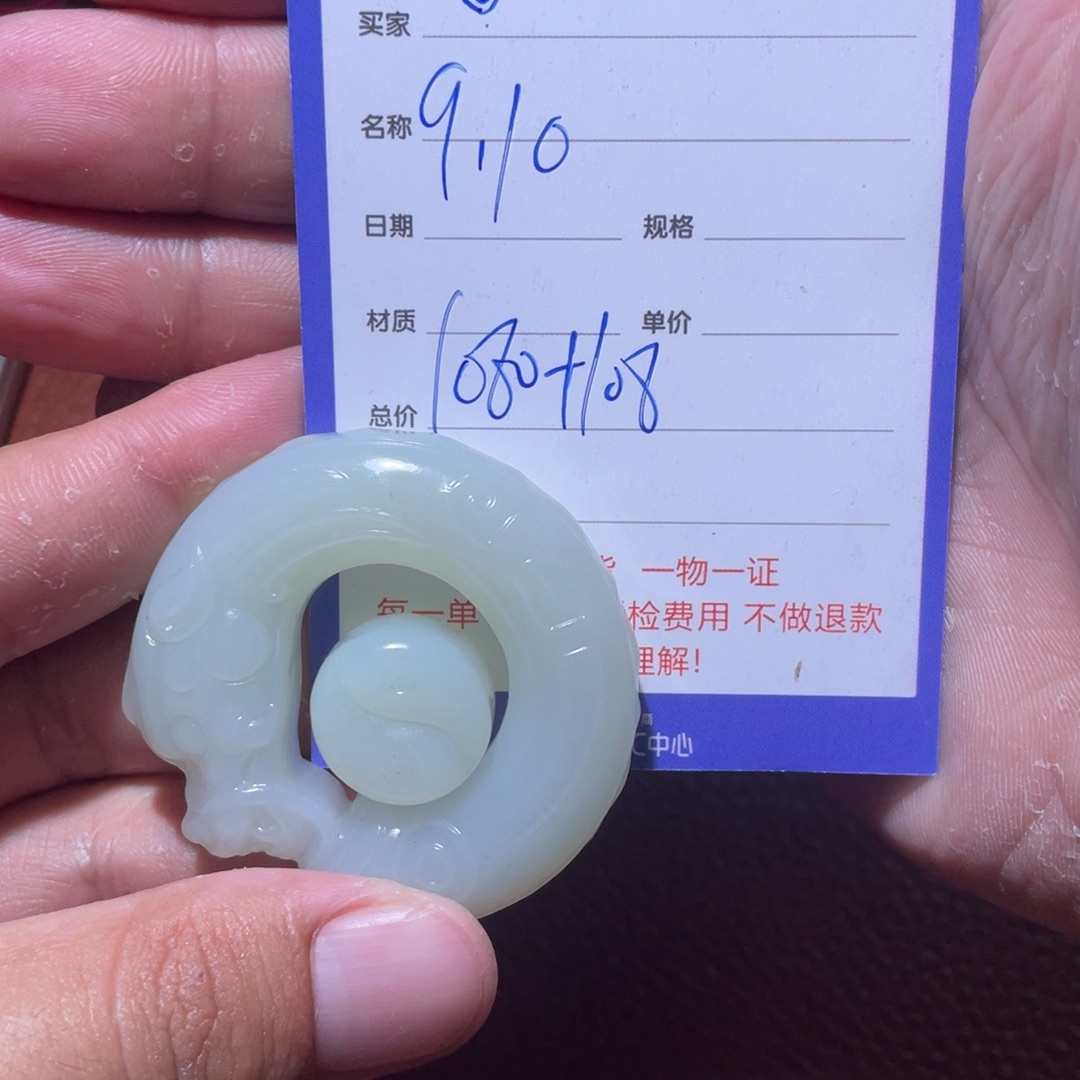 买家
名称 9.10
日期 规格
材质 单价
总价 1080+108
一物一证
每一单 检费用 不做退款
理解!
中心